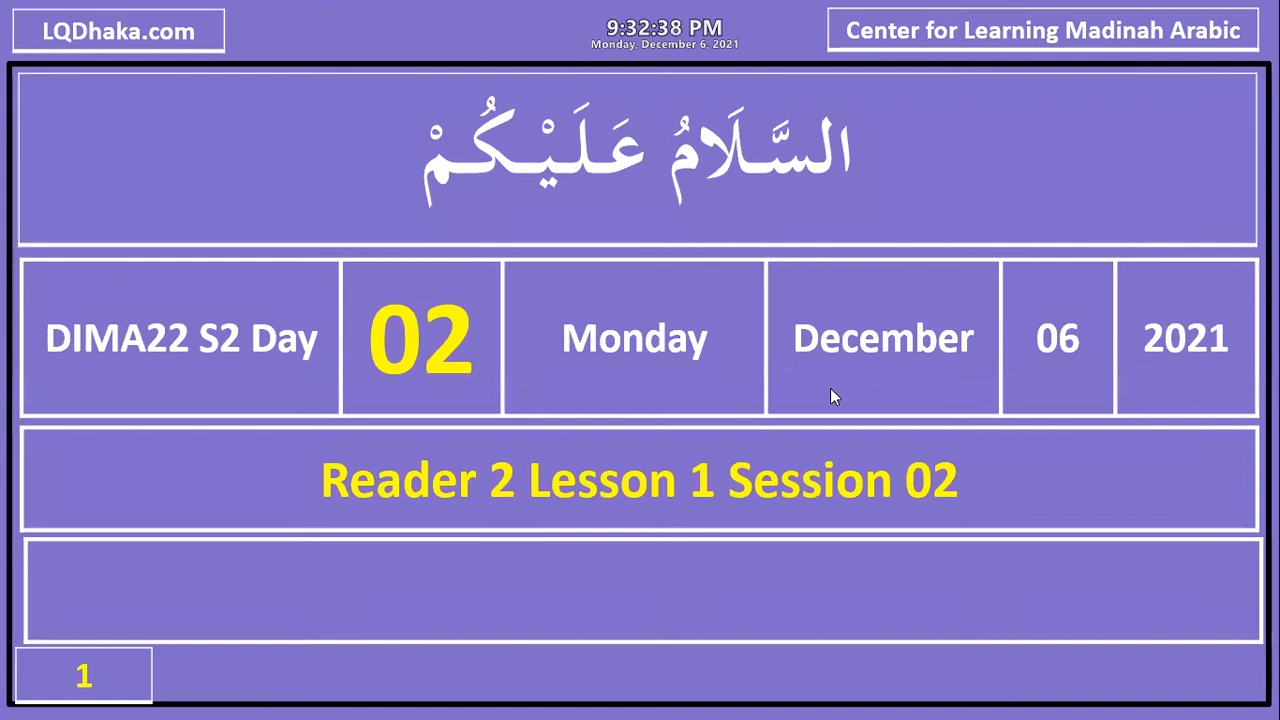 LQDhaka.com
9:32:38 PM
Monday, December 6, 2021
Center for Learning Madinah Arabic
السَّلَامُ عَلَيْكُمْ
DIMA22 S2 Day 02 Monday December 06 2021
Reader 2 Lesson 1 Session 02
1